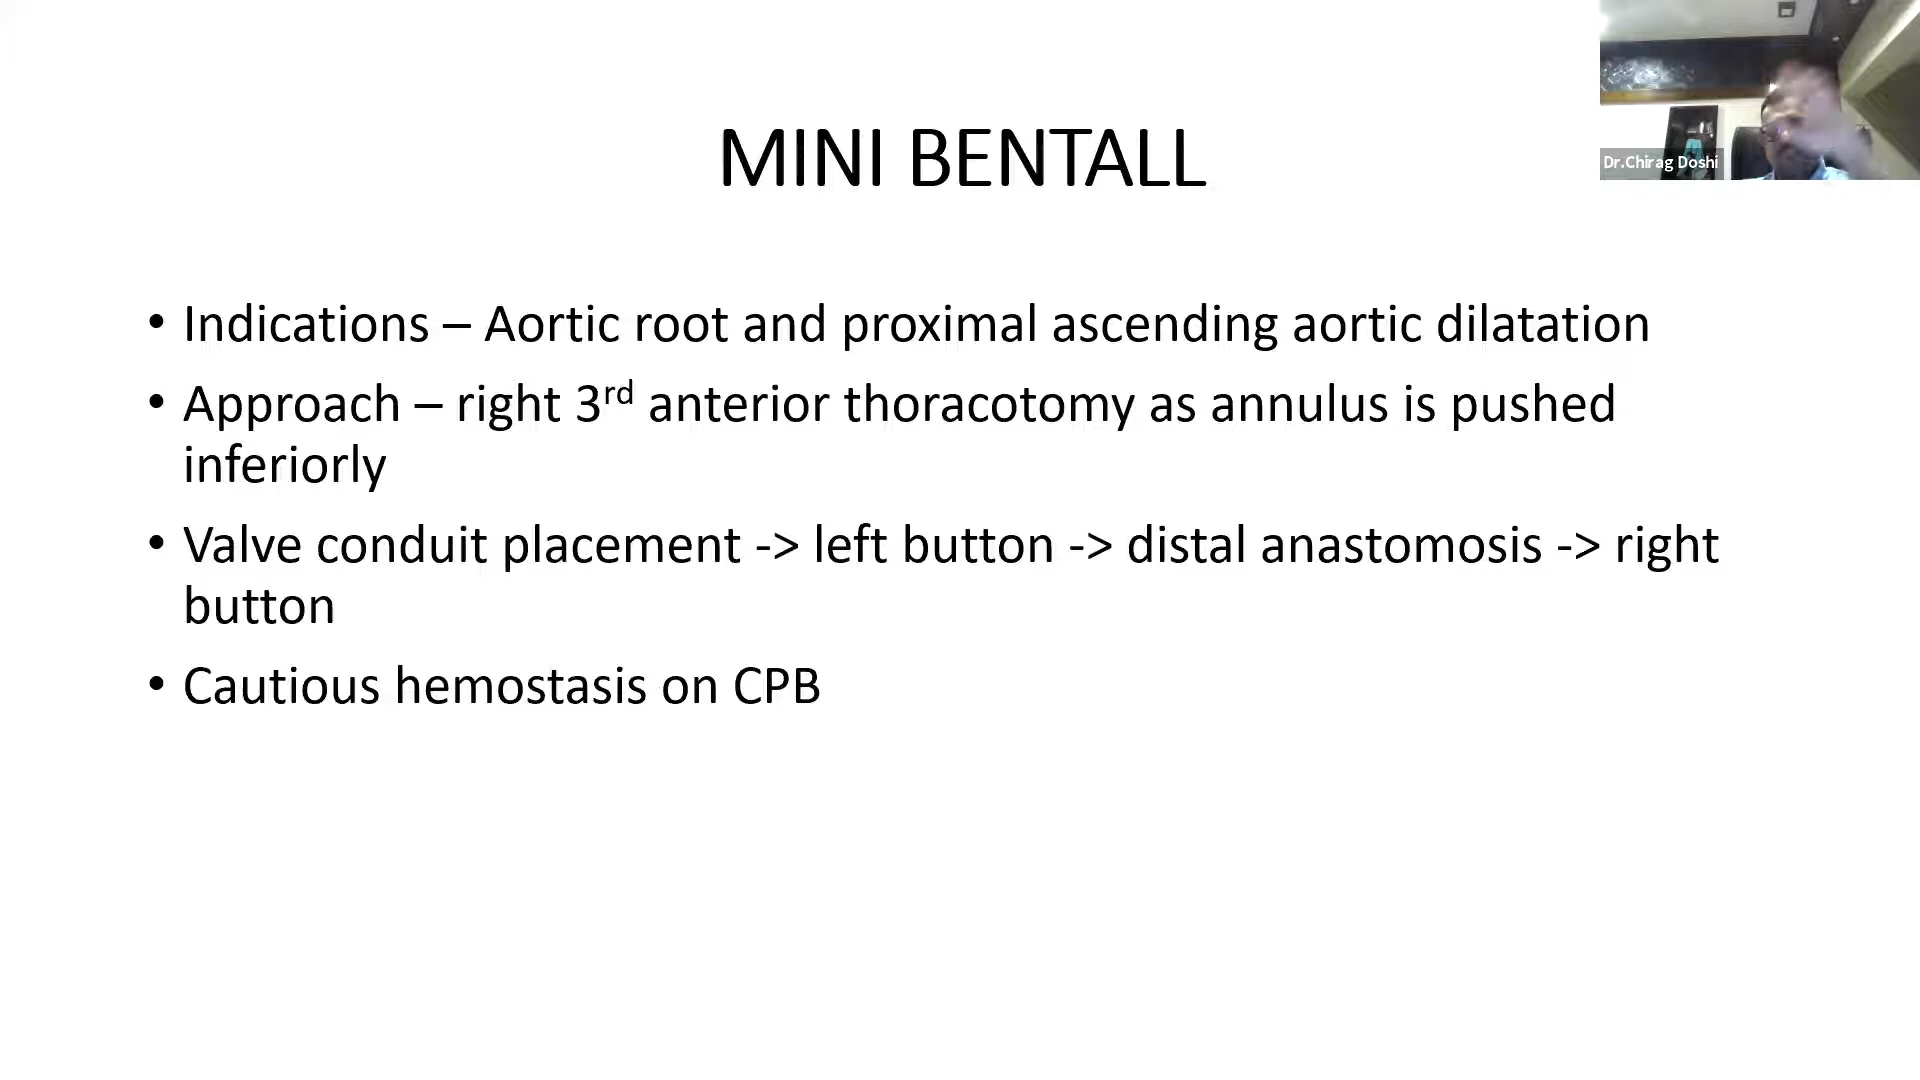 Dr.Chirag Doshi
MINI BENTALL
• Indications – Aortic root and proximal ascending aortic dilatation
• Approach – right 3rd anterior thoracotomy as annulus is pushed
inferiorly
• Valve conduit placement -> left button -> distal anastomosis -> right
button
• Cautious hemostasis on CPB